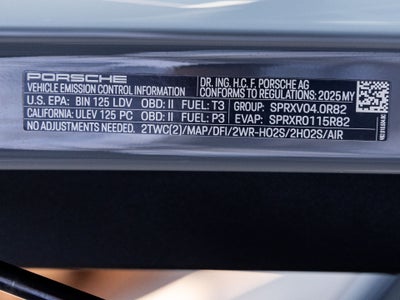 PORSCHE
VEHICLE EMISSION CONTROL INFORMATION
DR. ING. H.C. F. PORSCHE AG
CONFORMS TO REGULATIONS: 2025 MY
U.S. EPA: BIN 125 LDV OBD: II FUEL: T3 GROUP: SPRXV04.0R82
CALIFORNIA: ULEV 125 PC OBD: II FUEL: P3 EVAP: SPRXR0115R82
NO ADJUSTMENTS NEEDED. 2TWC(2)/MAP/DFI/2WR-HO2S/2HO2S/AIR